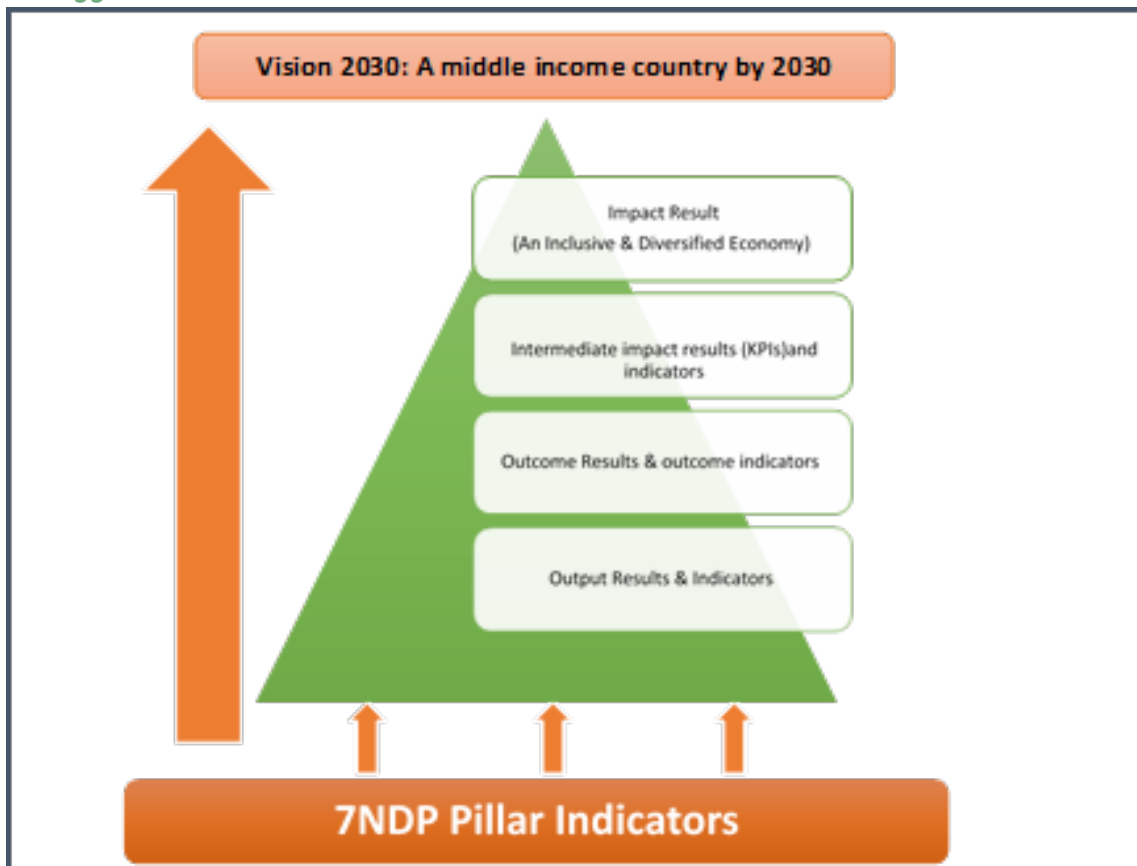 Vision 2030: A middle income country by 2030
Impact Result
(An Inclusive & Diversified Economy)
Intermediate impact results (KPIs)and
indicators
Outcome Results & outcome indicators
Output Results & Indicators
7NDP Pillar Indicators